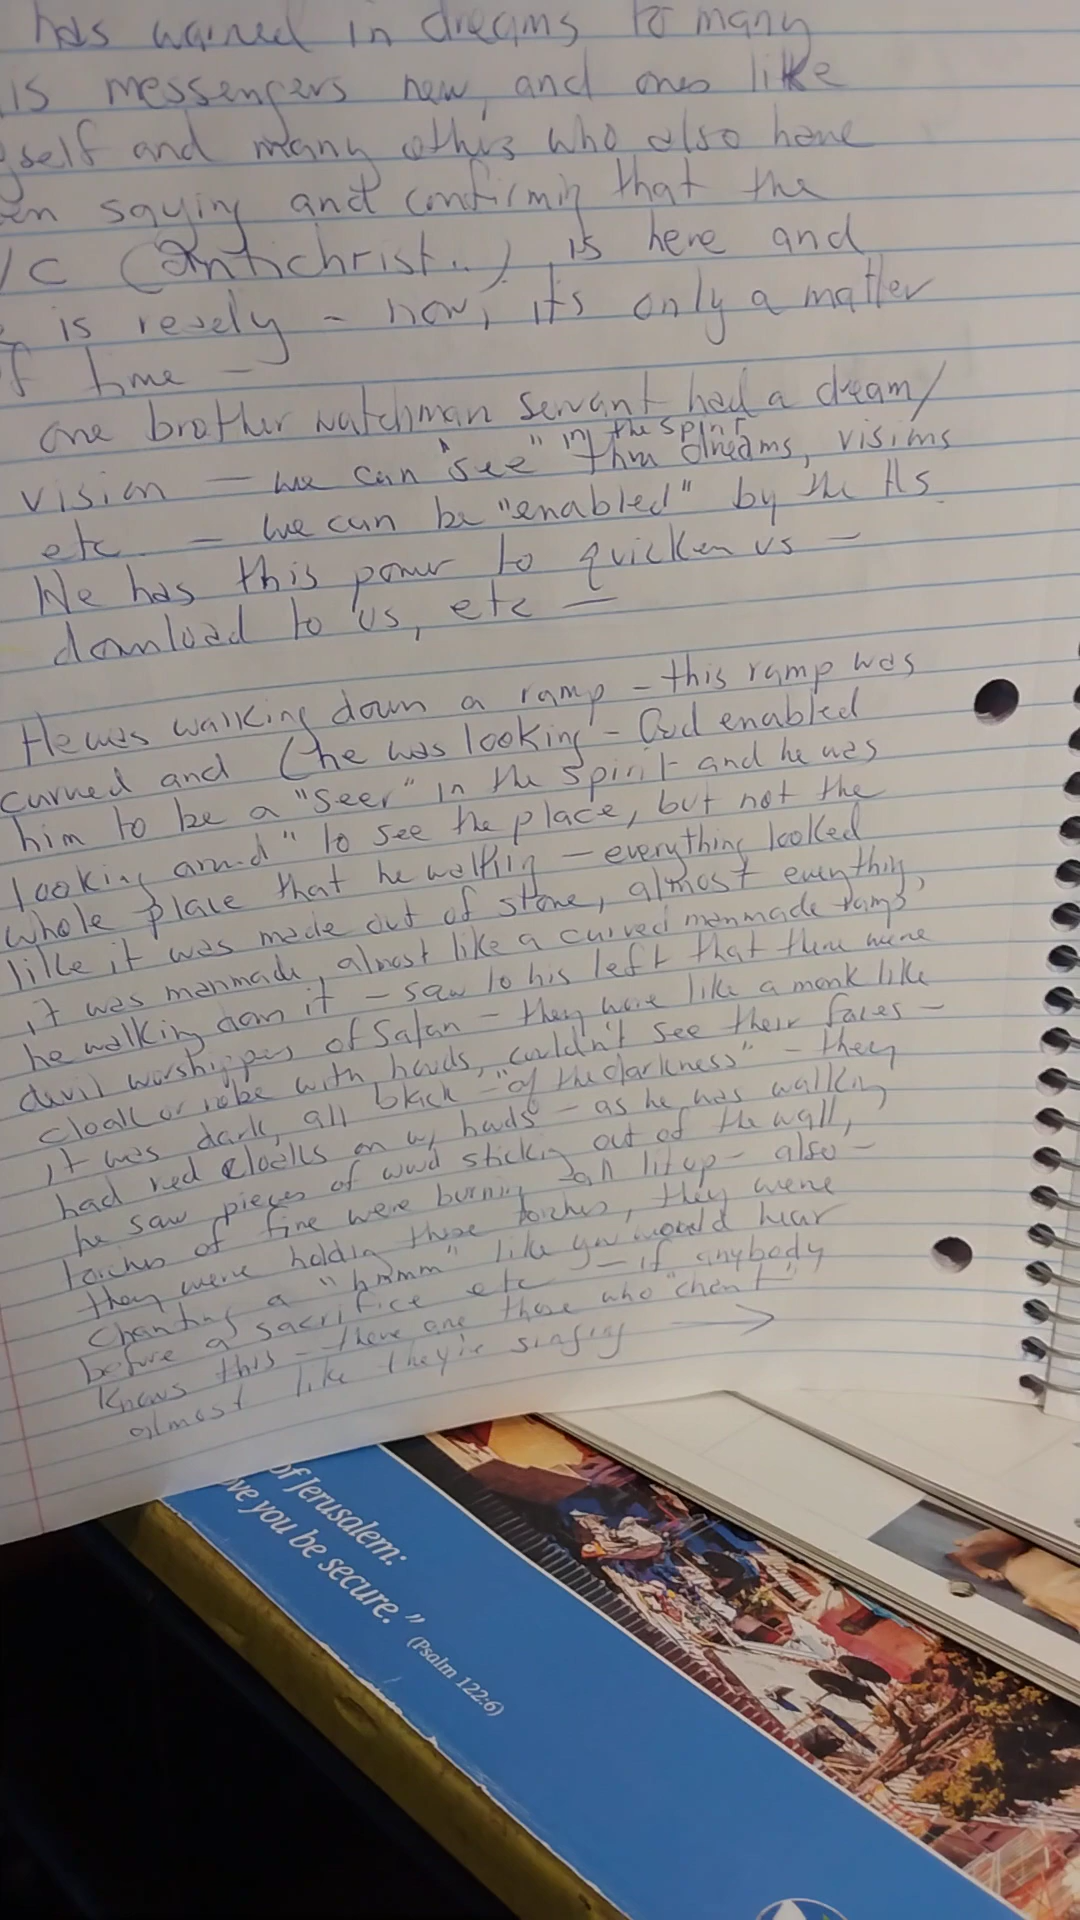 has warned in dreams to many
is messengers now, and ones like
self and many others who also have
en saying and confirming that the
/C (Antichrist..) is here and
is ready - now, it's only a matter
f time -
one brother watchman servant had a dream/
vision - we can "see" "in the spirit" thru dreams, visions
etc. - we can be "enabled" by the HS.
He has this power to quicken us -
download to us, etc -
He was walking down a ramp - this ramp was
curved and (he was looking - God enabled
him to be a "seer" in the spirit and he was
looking around" to see the place, but not the
whole place that he walking - everything looked
like it was made out of stone, almost everything,
it was manmade, almost like a curved manmade ramp
he walking down it - saw to his left that there were
devil worshippers of Satan - they wore like a monk like
cloak or robe with hoods, couldn't see their faces -
it was dark, all black - "of the darkness" - they
had red cloaks on w/ hoods - as he was walking
he saw pieces of wood sticking out of the wall,
torches of fire were burning all lit up - also -
they were holding those torches, they were
chanting a "hmmm" like you would hear
before a sacrifice etc - if anybody
knows this - there are those who "chant"
almost like they're singing →
of Jerusalem:
ove you be secure."
(Psalm 122:6)